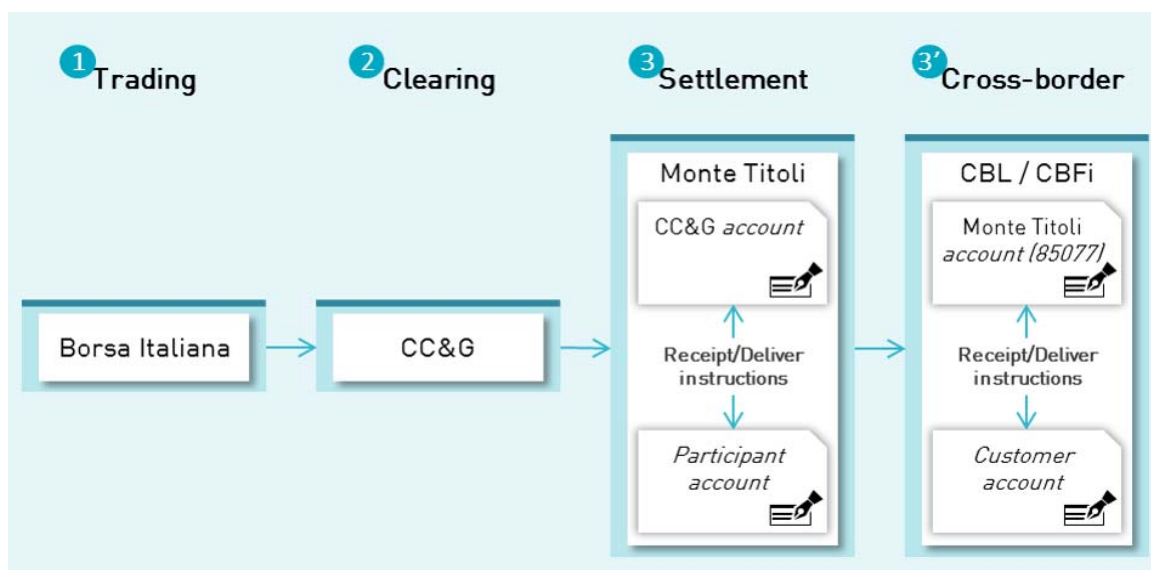 1 Trading
2 Clearing
3 Settlement
3' Cross-border
Borsa Italiana
CC&G
Monte Titoli
CC&G account
Receipt/Deliver
instructions
Participant
account
CBL / CBFi
Monte Titoli
account (85077)
Receipt/Deliver
instructions
Customer
account